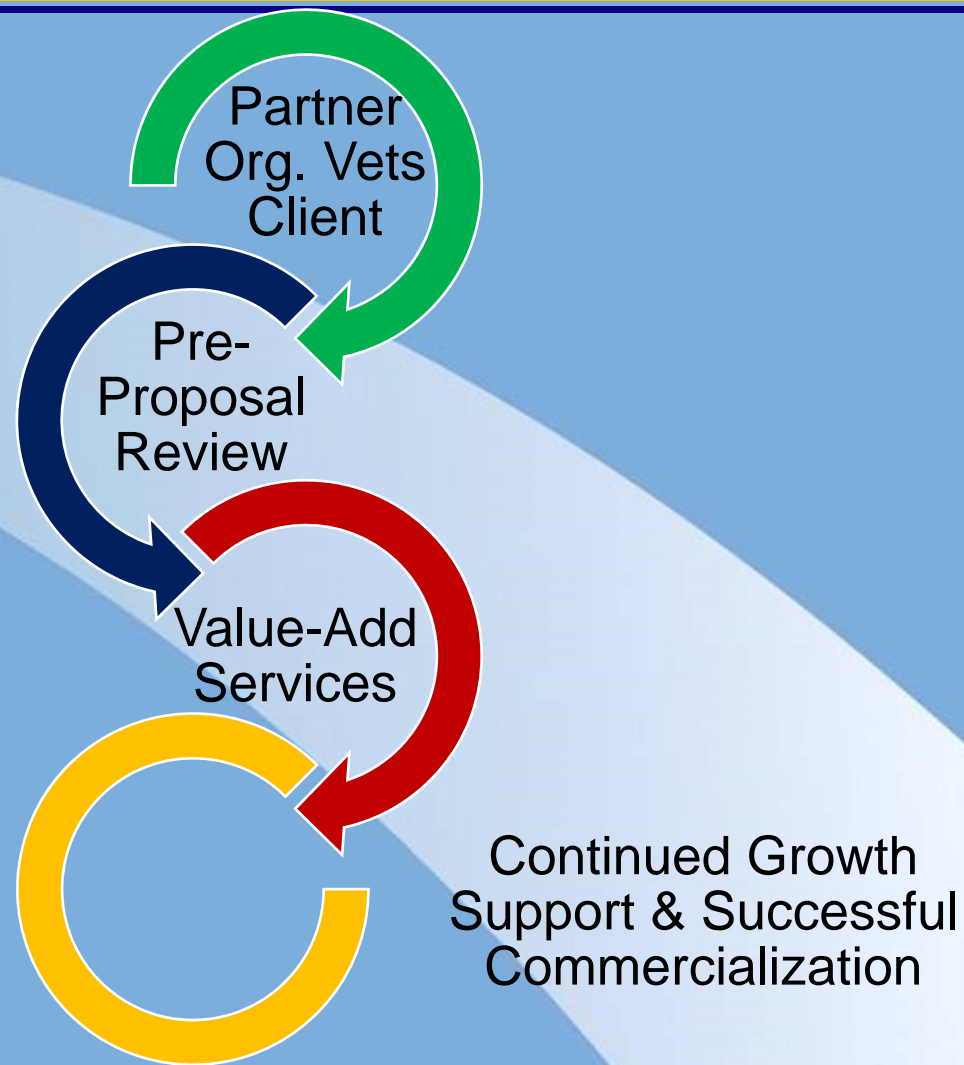 Partner
Org. Vets
Client
Pre-
Proposal
Review
Value-Add
Services
Continued Growth
Support & Successful
Commercialization